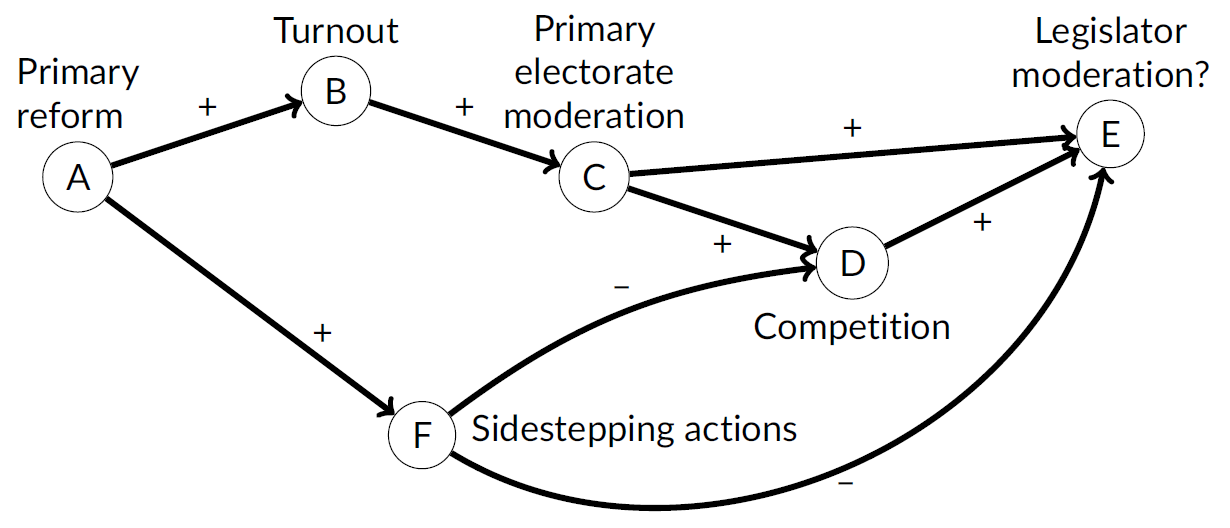 Turnout
Primary
electorate
moderation
Legislator
moderation?
Primary
reform
+
B
+
+
E
A
C
+
+
D
–
Competition
+
F
Sidestepping actions
–